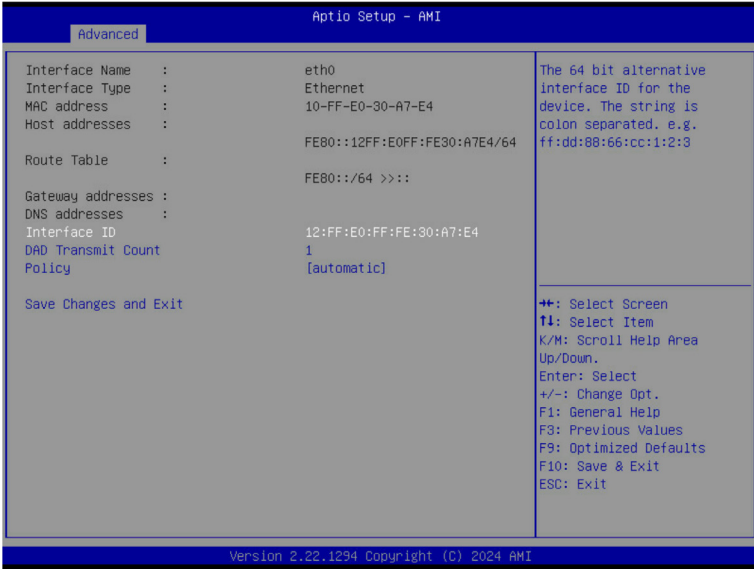 Aptio Setup – AMI
Advanced
Interface Name : eth0
Interface Type : Ethernet
MAC address : 10-FF-E0-30-A7-E4
Host addresses :
FE80::12FF:E0FF:FE30:A7E4/64
Route Table :
FE80::/64 >>::
Gateway addresses :
DNS addresses :
Interface ID 12:FF:E0:FF:FE:30:A7:E4
DAD Transmit Count 1
Policy [automatic]
Save Changes and Exit
The 64 bit alternative
interface ID for the
device. The string is
colon separated. e.g.
ff:dd:88:66:cc:1:2:3
→←: Select Screen
↑↓: Select Item
K/M: Scroll Help Area
Up/Down.
Enter: Select
+/-: Change Opt.
F1: General Help
F3: Previous Values
F9: Optimized Defaults
F10: Save & Exit
ESC: Exit
Version 2.22.1294 Copyright (C) 2024 AMI